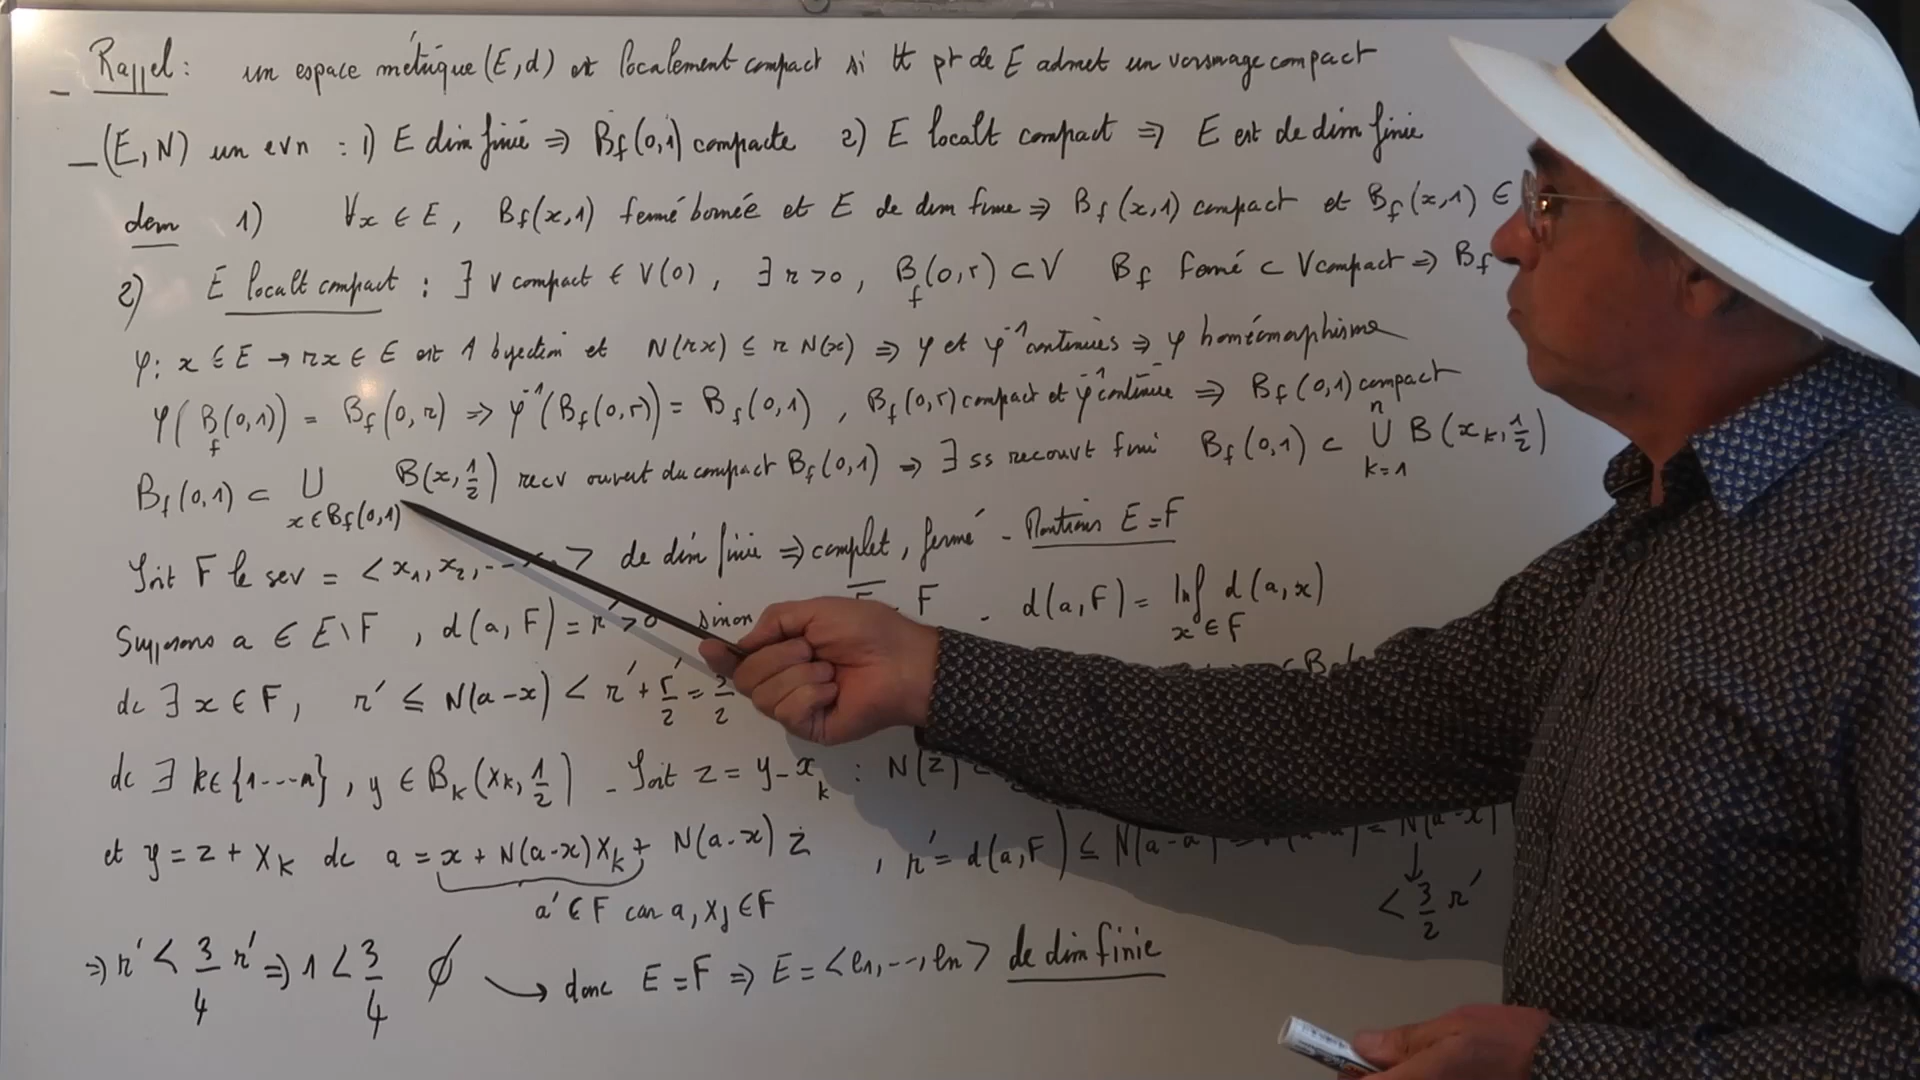 _ Rappel : un espace métrique (E,d) est localement compact si tt pt de E admet un voisinage compact
_ (E,N) un evn : 1) E dim finie ⇒ Bf(0,1) compacte 2) E localt compact ⇒ E est de dim finie
dem 1) ∀x ∈ E, Bf(x,1) fermé bornée et E de dim finie ⇒ Bf(x,1) compact et Bf(x,1) ∈
2) E localt compact : ∃ V compact ∈ V(0), ∃ r>0, Bf(0,r) ⊂ V Bf fermé ⊂ V compact ⇒ Bf
φ: x ∈ E → rx ∈ E est 1 bijection et N(rx) ≤ r N(x) ⇒ φ et φ⁻¹ continues ⇒ φ homéomorphisme
φ(Bf(0,1)) = Bf(0,r) ⇒ φ⁻¹(Bf(0,r)) = Bf(0,1), Bf(0,r) compact et φ⁻¹ continue ⇒ Bf(0,1) compact
Bf(0,1) ⊂ ∪ x∈Bf(0,1) B(x,1/2) recv ouvert du compact Bf(0,1) ⇒ ∃ ss recouvt fini Bf(0,1) ⊂ ∪ k=1 n B(xk,1/2)
Soit F le sev = <x1, x2, ---> de dim finie ⇒ complet, fermé - Montrons E=F
Supposons a ∈ E\F, d(a,F) = r'>0 sinon F - d(a,F) = Inf x∈F d(a,x)
dc ∃ x ∈ F, r' ≤ N(a-x) < r' + r'/2 = 3/2
dc ∃ k∈{1---n}, y ∈ Bk(xk,1/2) - Soit z = y-xk : N(z)
et y = z + xk dc a = x + N(a-x)xk + N(a-x) z , r' = d(a,F) ≤ N(a-a') N(a-x)
a' ∈ F car a, xj ∈ F
< 3/2 r'
⇒ r' < 3/4 r' ⇒ 1 < 3/4 ∅ → donc E=F ⇒ E = <e1,--,en> de dim finie